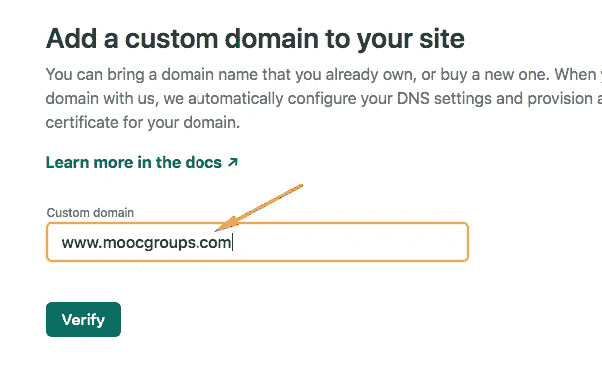 Add a custom domain to your site
You can bring a domain name that you already own, or buy a new one. When
domain with us, we automatically configure your DNS settings and provision a
certificate for your domain.
Learn more in the docs ↗
Custom domain
www.moocgroups.com
Verify